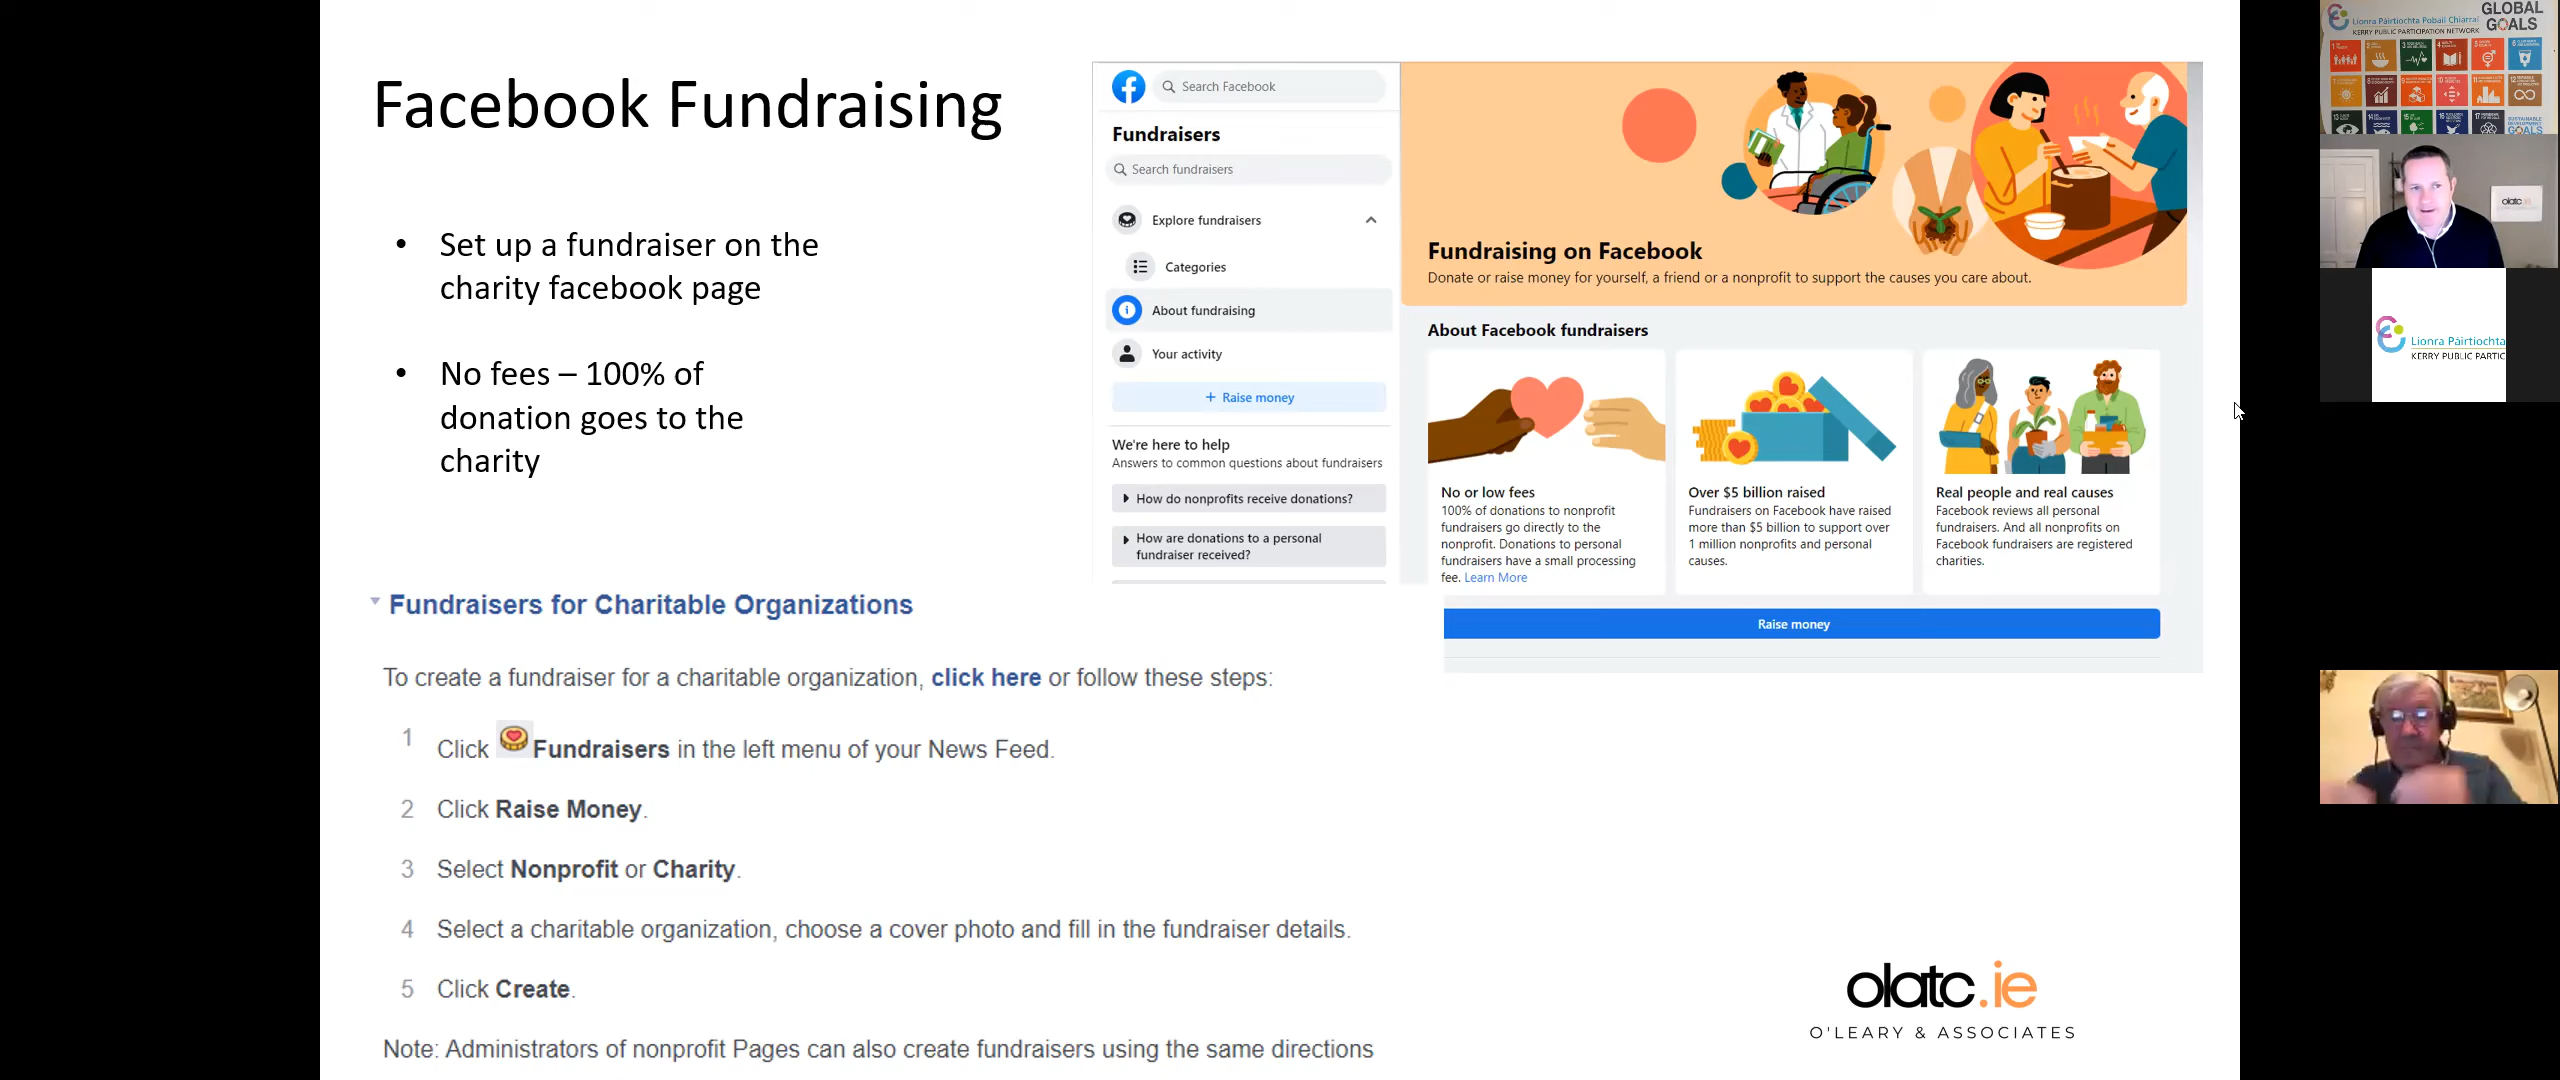 Facebook Fundraising
• Set up a fundraiser on the
charity facebook page
• No fees – 100% of
donation goes to the
charity
Search Facebook
Fundraisers
Search fundraisers
Explore fundraisers
Categories
About fundraising
Your activity
+ Raise money
We're here to help
Answers to common questions about fundraisers
How do nonprofits receive donations?
How are donations to a personal
fundraiser received?
Fundraising on Facebook
Donate or raise money for yourself, a friend or a nonprofit to support the causes you care about.
About Facebook fundraisers
No or low fees
100% of donations to nonprofit
fundraisers go directly to the
nonprofit. Donations to personal
fundraisers have a small processing
fee. Learn More
Over $5 billion raised
Fundraisers on Facebook have raised
more than $5 billion to support over
1 million nonprofits and personal
causes.
Real people and real causes
Facebook reviews all personal
fundraisers. And all nonprofits on
Facebook fundraisers are registered
charities.
Raise money
Fundraisers for Charitable Organizations
To create a fundraiser for a charitable organization, click here or follow these steps:
1 Click Fundraisers in the left menu of your News Feed.
2 Click Raise Money.
3 Select Nonprofit or Charity.
4 Select a charitable organization, choose a cover photo and fill in the fundraiser details.
5 Click Create.
Note: Administrators of nonprofit Pages can also create fundraisers using the same directions
olatc.ie
O'LEARY & ASSOCIATES
GLOBAL
GOALS
Líonra Páirtíochta Pobail Chiarraí
KERRY PUBLIC PARTICIPATION NETWORK
olatc.ie
Líonra Páirtíochta
KERRY PUBLIC PARTIC